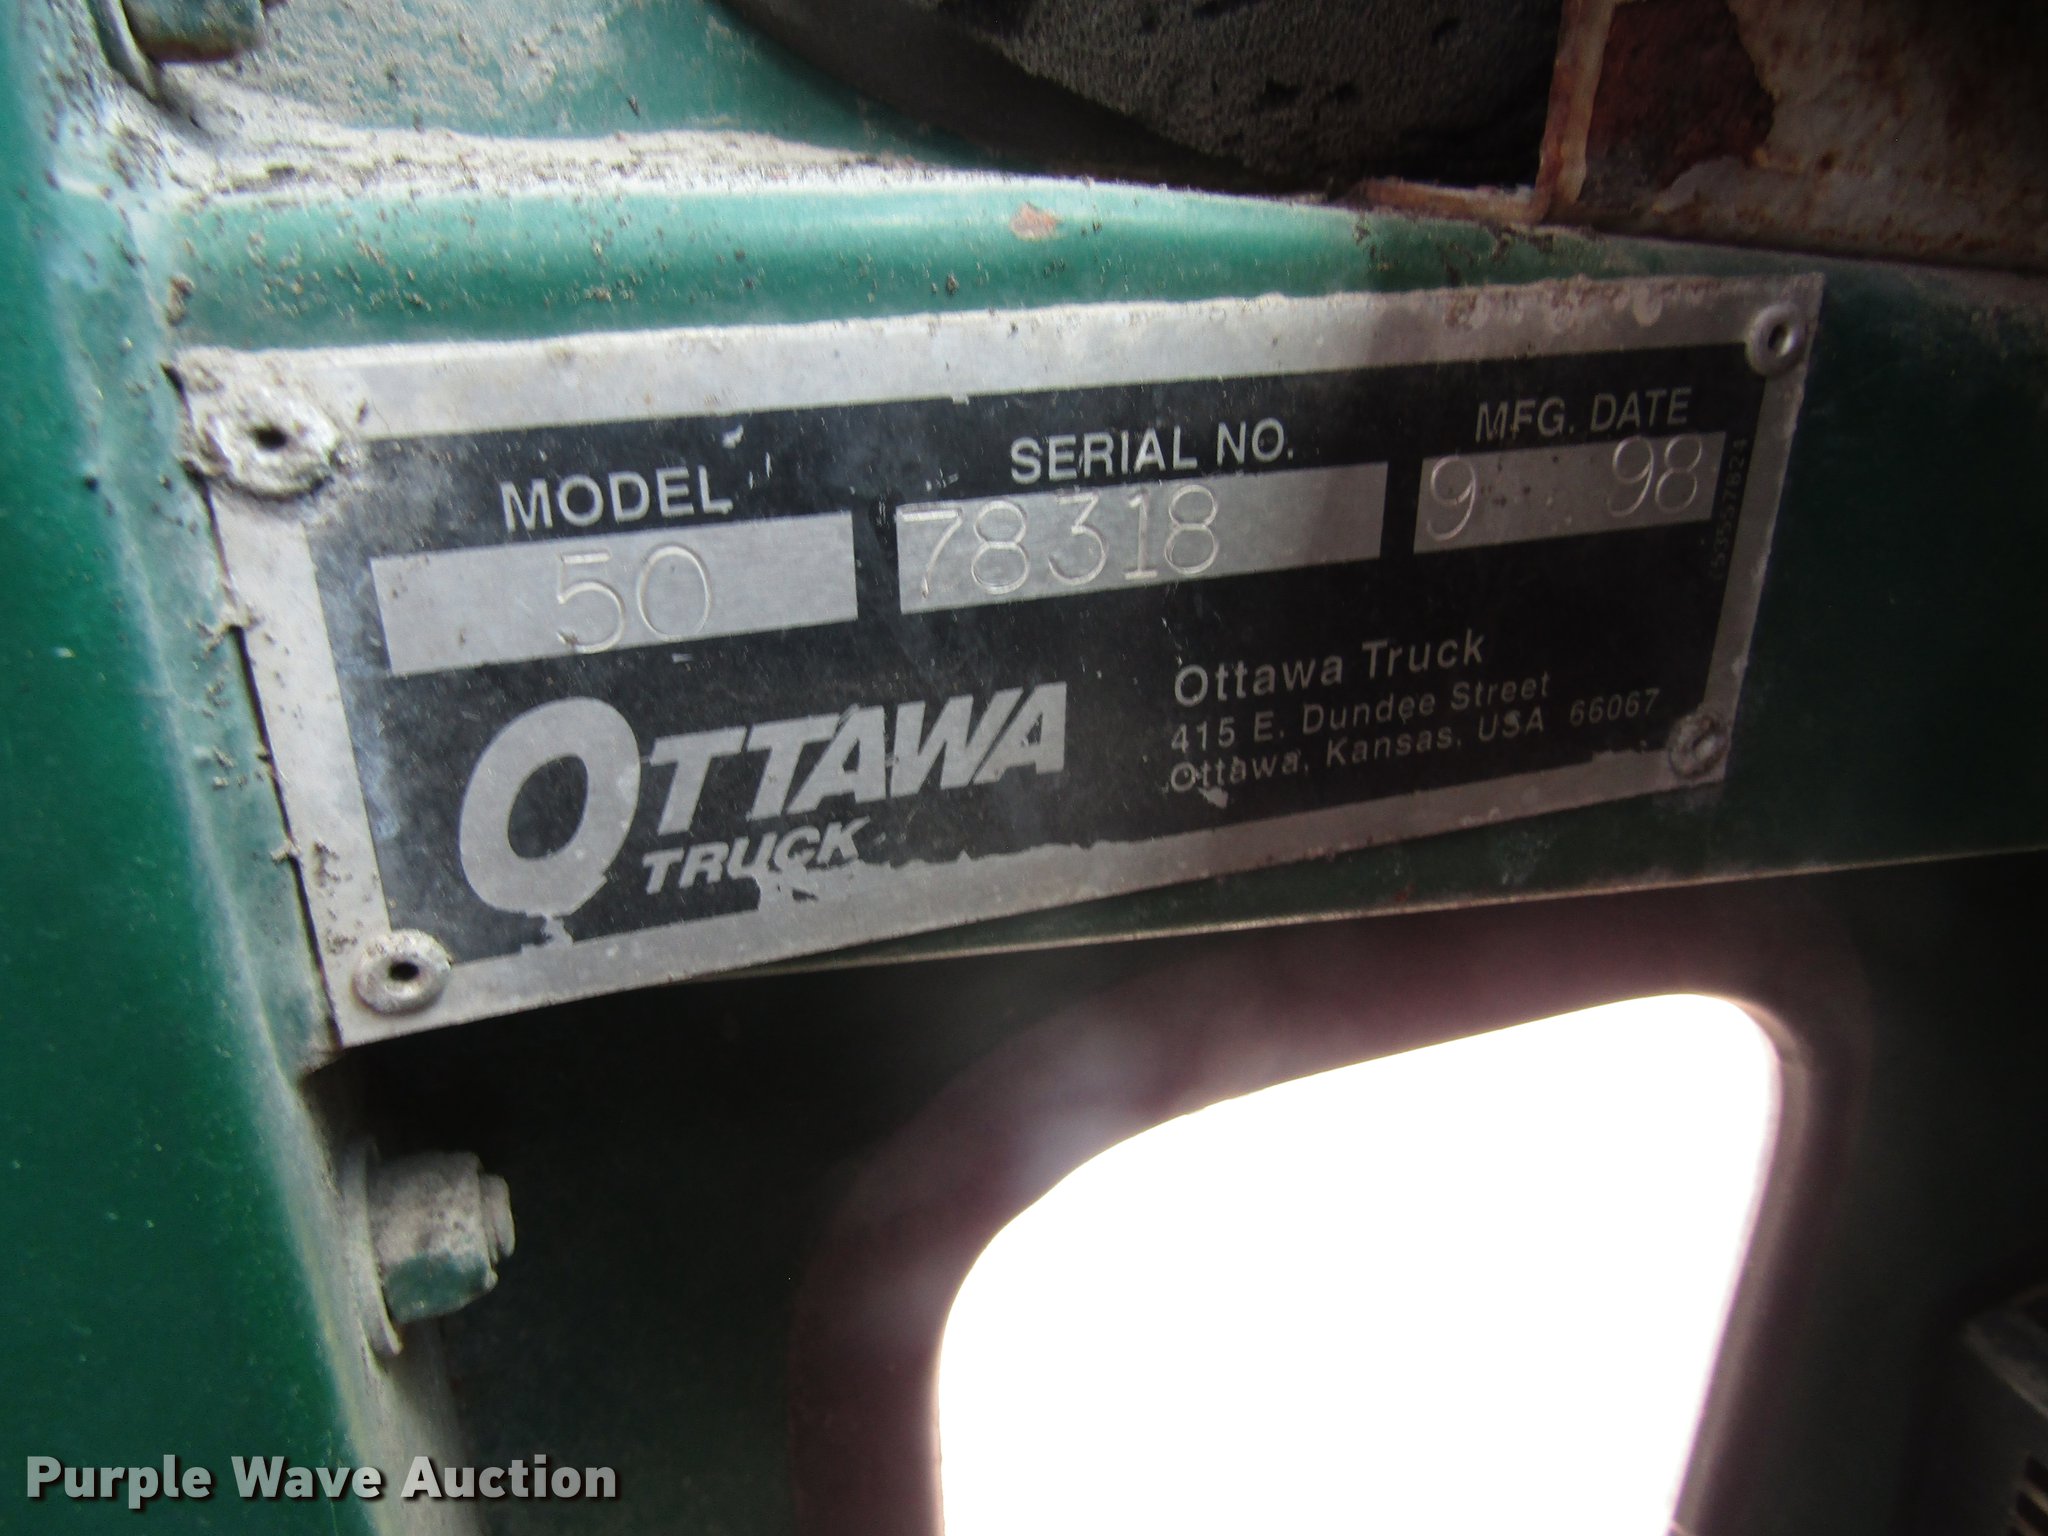 MODEL SERIAL NO. MFG. DATE
50 78318 9 98
OTTAWA
TRUCK
Ottawa Truck
415 E. Dundee Street
Ottawa, Kansas, USA 66067
Purple Wave Auction